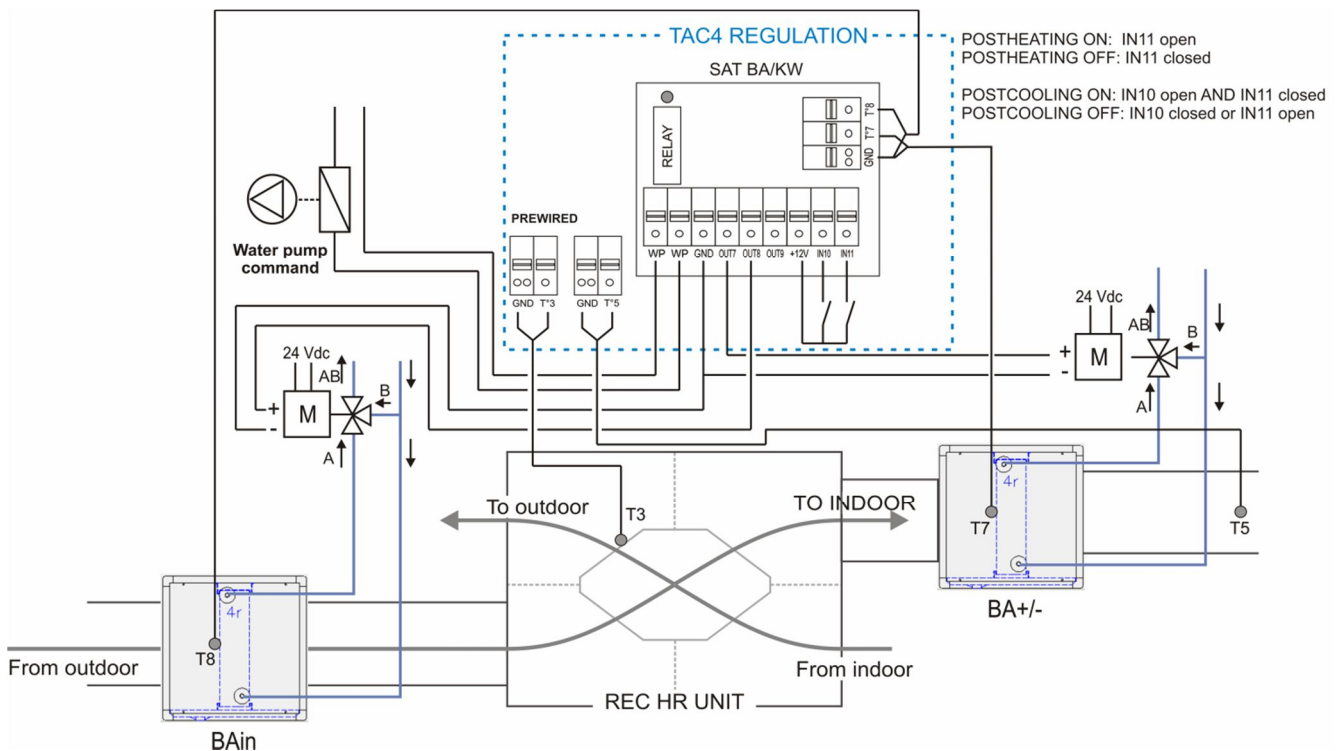 TAC4 REGULATION
POSTHEATING ON: IN11 open
POSTHEATING OFF: IN11 closed
POSTCOOLING ON: IN10 open AND IN11 closed
POSTCOOLING OFF: IN10 closed or IN11 open
SAT BA/KW
RELAY
T°8
T°7
GND
WP WP GND OUT7 OUT8 OUT9 +12V IN10 IN11
PREWIRED
GND T°3 GND T°5
Water pump
command
24 Vdc
AB
B
+
-
M
A
24 Vdc
AB
B
+
-
M
A
To outdoor
T3
TO INDOOR
4r
T7
T5
BA+/-
4r
T8
From outdoor
From indoor
REC HR UNIT
BAin